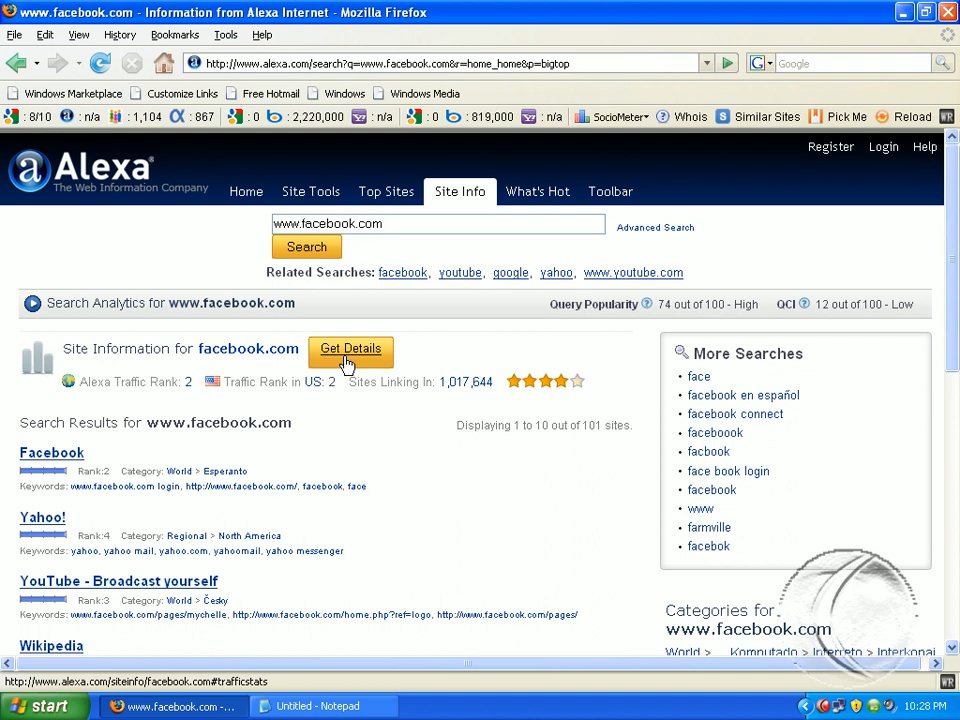 www.facebook.com - Information from Alexa Internet - Mozilla Firefox
File Edit View History Bookmarks Tools Help
http://www.alexa.com/search?q=www.facebook.com&r=home_home&p=bigtop
Google
Windows Marketplace Customize Links Free Hotmail Windows Windows Media
: 8/10 : n/a : 1,104 : 867 : 0 : 2,220,000 : n/a : 0 : 819,000 : n/a SocioMeter Whois Similar Sites Pick Me Reload WR
Register Login Help
Alexa
The Web Information Company
Home Site Tools Top Sites Site Info What's Hot Toolbar
www.facebook.com
Advanced Search
Search
Related Searches: facebook, youtube, google, yahoo, www.youtube.com
Search Analytics for www.facebook.com Query Popularity ? 74 out of 100 - High QCI ? 12 out of 100 - Low
Site Information for facebook.com Get Details
Alexa Traffic Rank: 2 Traffic Rank in US: 2 Sites Linking In: 1,017,644
Search Results for www.facebook.com Displaying 1 to 10 out of 101 sites.
Facebook
Rank:2 Category: World > Esperanto
Keywords: www.facebook.com login, http://www.facebook.com/, facebook, face
Yahoo!
Rank:4 Category: Regional > North America
Keywords: yahoo, yahoo mail, yahoo.com, yahoomail, yahoo messenger
YouTube - Broadcast yourself
Rank:3 Category: World > Česky
Keywords: www.facebook.com/pages/mychelle, http://www.facebook.com/home.php?ref=logo, http://www.facebook.com/pages/
Wikipedia
More Searches
• face
• facebook en español
• facebook connect
• faceboook
• facbook
• face book login
• facebook
• www
• farmville
• facebok
Categories for
www.facebook.com
World > Komputado > Interreto > Interkonai
http://www.alexa.com/siteinfo/facebook.com#trafficstats
WR
start www.facebook.com -... Untitled - Notepad 10:28 PM